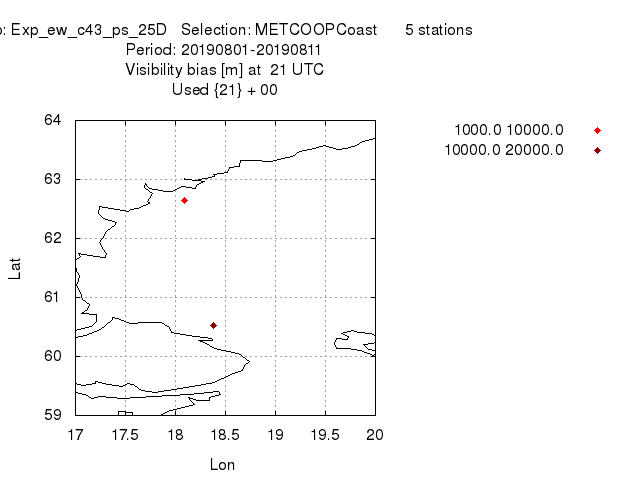 : Exp_ew_c43_ps_25D Selection: METCOOPCoast 5 stations
Period: 20190801-20190811
Visibility bias [m] at 21 UTC
Used {21} + 00
1000.0 10000.0
10000.0 20000.0
64
63
62
61
60
59
Lat
17 17.5 18 18.5 19 19.5 20
Lon